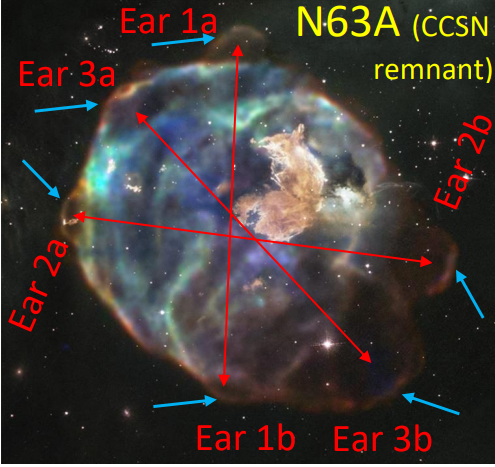 Ear 1a
N63A (CCSN
remnant)
Ear 3a
Ear 2b
Ear 2a
Ear 1b
Ear 3b